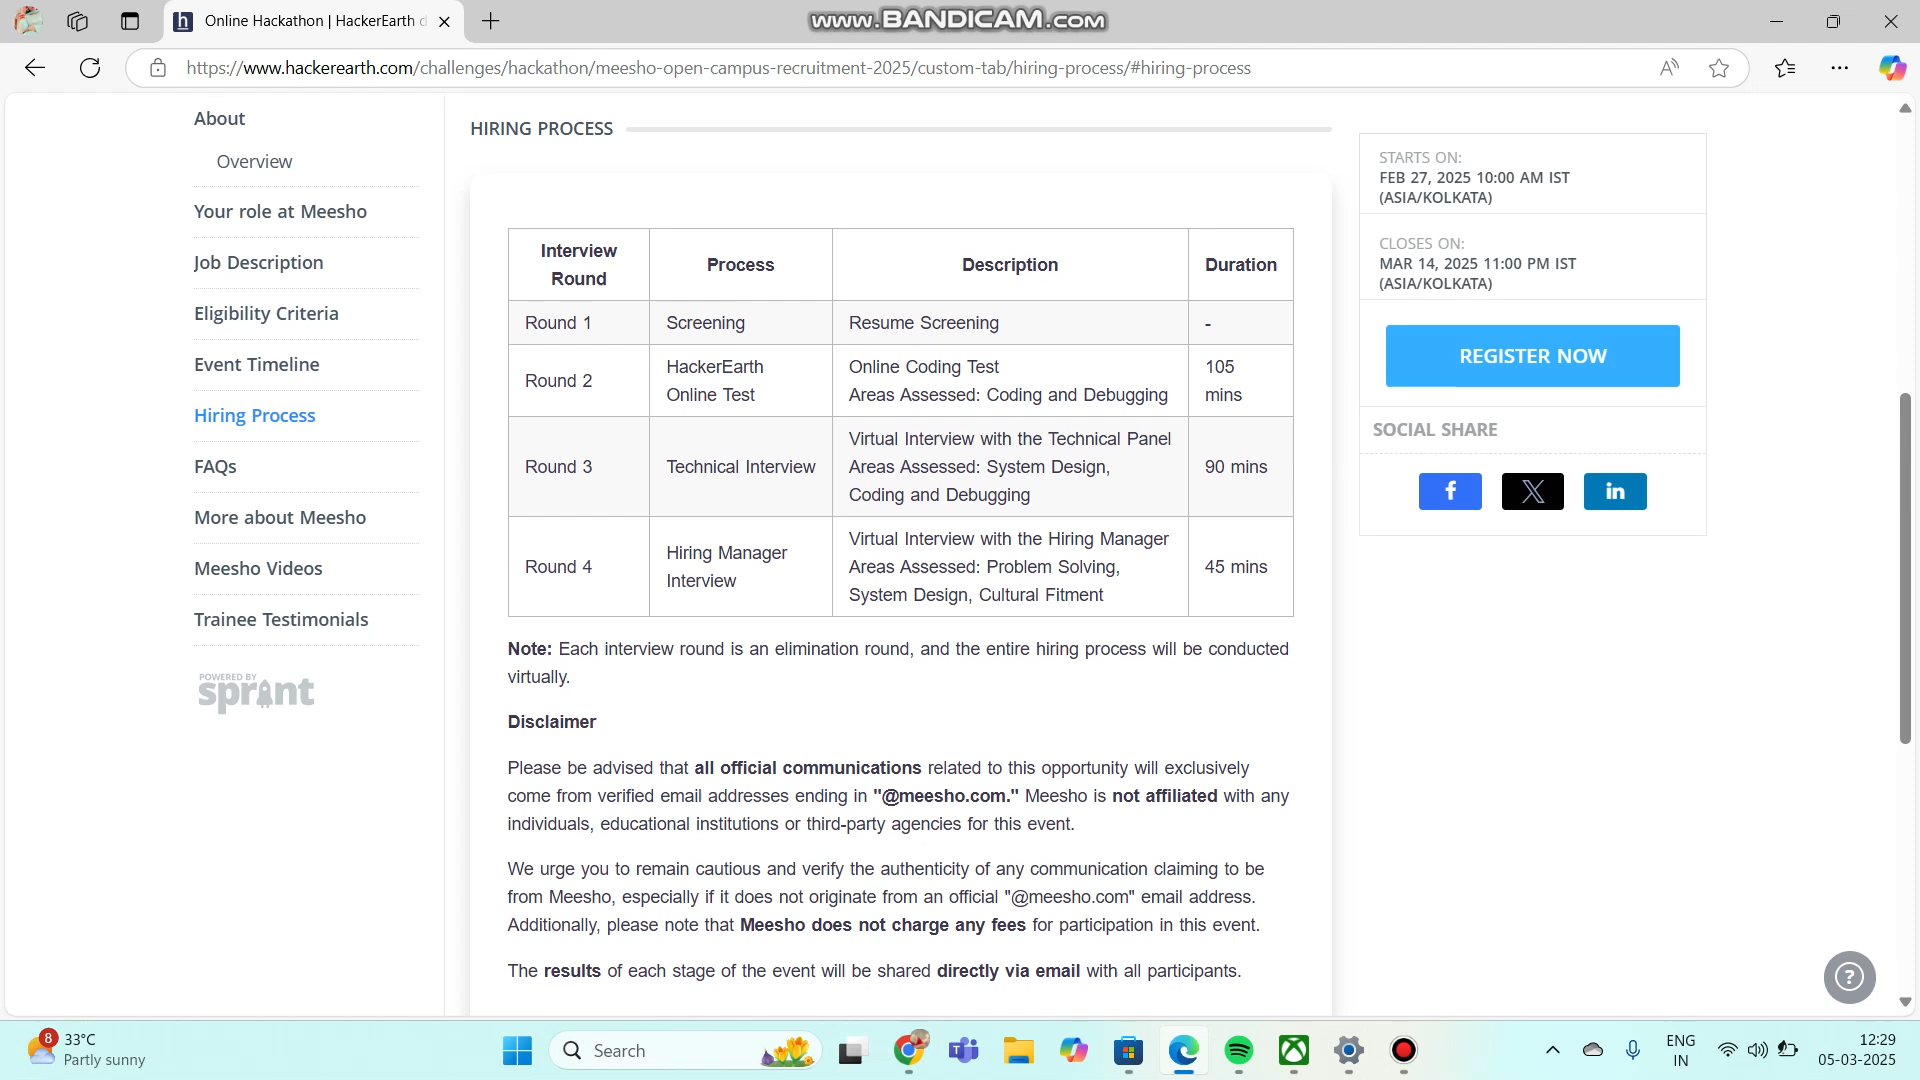 Online Hackathon | HackerEarth d
www.BANDICAM.com
https://www.hackerearth.com/challenges/hackathon/meesho-open-campus-recruitment-2025/custom-tab/hiring-process/#hiring-process
About
Overview
Your role at Meesho
Job Description
Eligibility Criteria
Event Timeline
Hiring Process
FAQs
More about Meesho
Meesho Videos
Trainee Testimonials
POWERED BY
sprint
HIRING PROCESS
Interview Round Process Description Duration
Round 1 Screening Resume Screening -
Round 2 HackerEarth Online Test Online Coding Test 105 mins
Areas Assessed: Coding and Debugging
Round 3 Technical Interview Virtual Interview with the Technical Panel 90 mins
Areas Assessed: System Design,
Coding and Debugging
Round 4 Hiring Manager Interview Virtual Interview with the Hiring Manager 45 mins
Areas Assessed: Problem Solving,
System Design, Cultural Fitment
Note: Each interview round is an elimination round, and the entire hiring process will be conducted
virtually.
Disclaimer
Please be advised that all official communications related to this opportunity will exclusively
come from verified email addresses ending in "@meesho.com." Meesho is not affiliated with any
individuals, educational institutions or third-party agencies for this event.
We urge you to remain cautious and verify the authenticity of any communication claiming to be
from Meesho, especially if it does not originate from an official "@meesho.com" email address.
Additionally, please note that Meesho does not charge any fees for participation in this event.
The results of each stage of the event will be shared directly via email with all participants.
STARTS ON:
FEB 27, 2025 10:00 AM IST
(ASIA/KOLKATA)
CLOSES ON:
MAR 14, 2025 11:00 PM IST
(ASIA/KOLKATA)
REGISTER NOW
SOCIAL SHARE
8
33°C
Partly sunny
Search
ENG
IN
12:29
05-03-2025